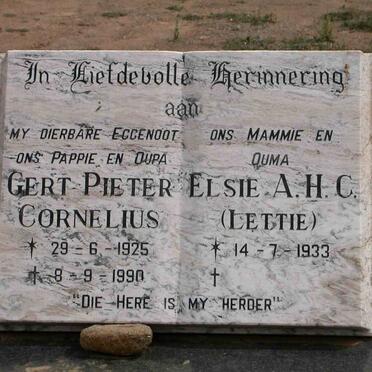 In Liefdevolle Herinnering
aan
MY DIERBARE EGGENOOT
ONS PAPPIE EN OUPA
GERT PIETER
CORNELIUS
* 29-6-1925
† 8-9-1990
ONS MAMMIE EN
OUMA
ELSIE A.H.C.
(LETTIE)
* 14-7-1933
†
"DIE HERE IS MY HERDER"